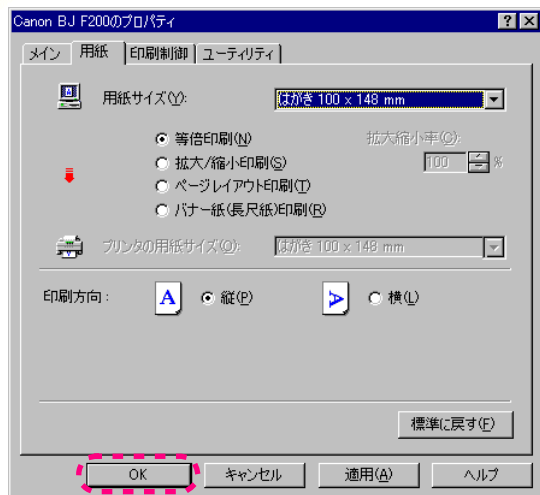 Canon BJ F200のプロパティ
メイン 用紙 印刷制御 ユーティリティ
用紙サイズ(Y): はがき 100 x 148 mm
等倍印刷(N) 拡大縮小率(C):
拡大/縮小印刷(S) 100 %
ページレイアウト印刷(T)
バナー紙(長尺紙)印刷(R)
プリンタの用紙サイズ(O): はがき 100 x 148 mm
印刷方向: A 縦(P) A 横(L)
標準に戻す(F)
OK キャンセル 適用(A) ヘルプ